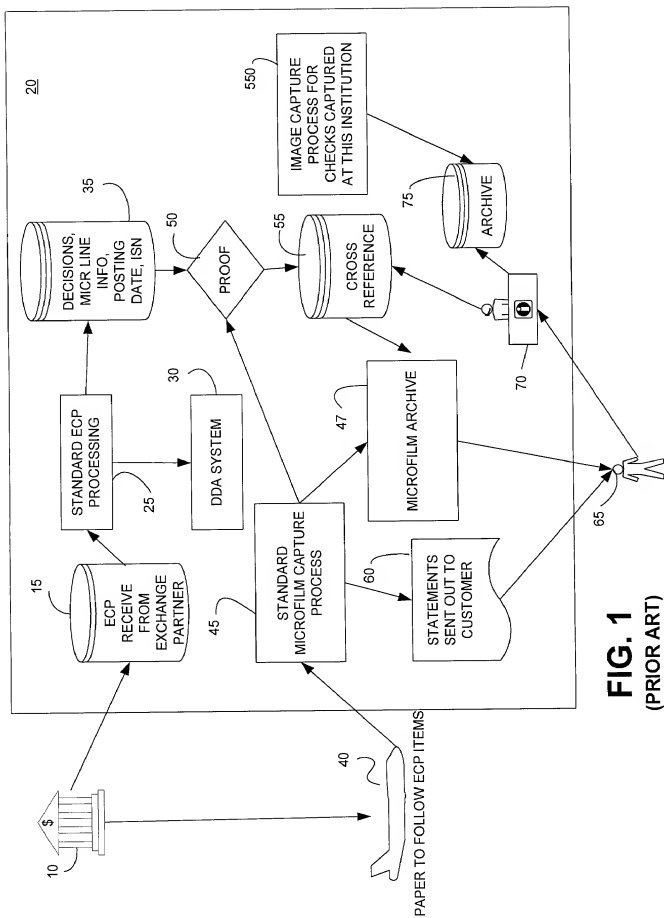 20
10
$
15
ECP
RECEIVE
FROM
EXCHANGE
PARTNER
STANDARD ECP
PROCESSING
25
DECISIONS,
MICR LINE
INFO,
POSTING
DATE, ISN
35
DDA SYSTEM
30
PROOF
50
40
PAPER TO FOLLOW ECP ITEMS
45
STANDARD
MICROFILM CAPTURE
PROCESS
60
STATEMENTS
SENT OUT TO
CUSTOMER
47
MICROFILM ARCHIVE
55
CROSS
REFERENCE
550
IMAGE CAPTURE
PROCESS FOR
CHECKS CAPTURED
AT THIS INSTITUTION
75
ARCHIVE
i
70
65
FIG. 1
(PRIOR ART)